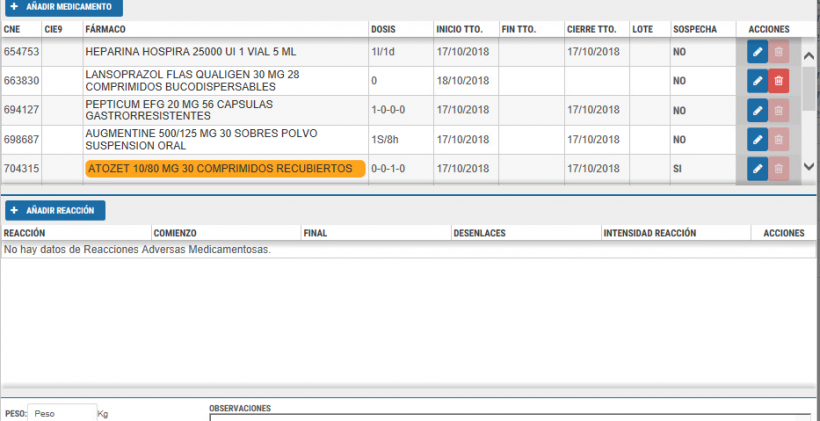 + AÑADIR MEDICAMENTO
CNE CIE9 FÁRMACO DOSIS INICIO TTO. FIN TTO. CIERRE TTO. LOTE SOSPECHA ACCIONES
654753 HEPARINA HOSPIRA 25000 UI 1 VIAL 5 ML 1I/1d 17/10/2018 17/10/2018 NO
663830 LANSOPRAZOL FLAS QUALIGEN 30 MG 28 COMPRIMIDOS BUCODISPERSABLES 0 18/10/2018 NO
694127 PEPTICUM EFG 20 MG 56 CAPSULAS GASTRORRESISTENTES 1-0-0-0 17/10/2018 17/10/2018 NO
698687 AUGMENTINE 500/125 MG 30 SOBRES POLVO SUSPENSION ORAL 1S/8h 17/10/2018 17/10/2018 NO
704315 ATOZET 10/80 MG 30 COMPRIMIDOS RECUBIERTOS 0-0-1-0 17/10/2018 17/10/2018 SI
+ AÑADIR REACCIÓN
REACCIÓN COMIENZO FINAL DESENLACES INTENSIDAD REACCIÓN ACCIONES
No hay datos de Reacciones Adversas Medicamentosas.
PESO: Peso Kg OBSERVACIONES